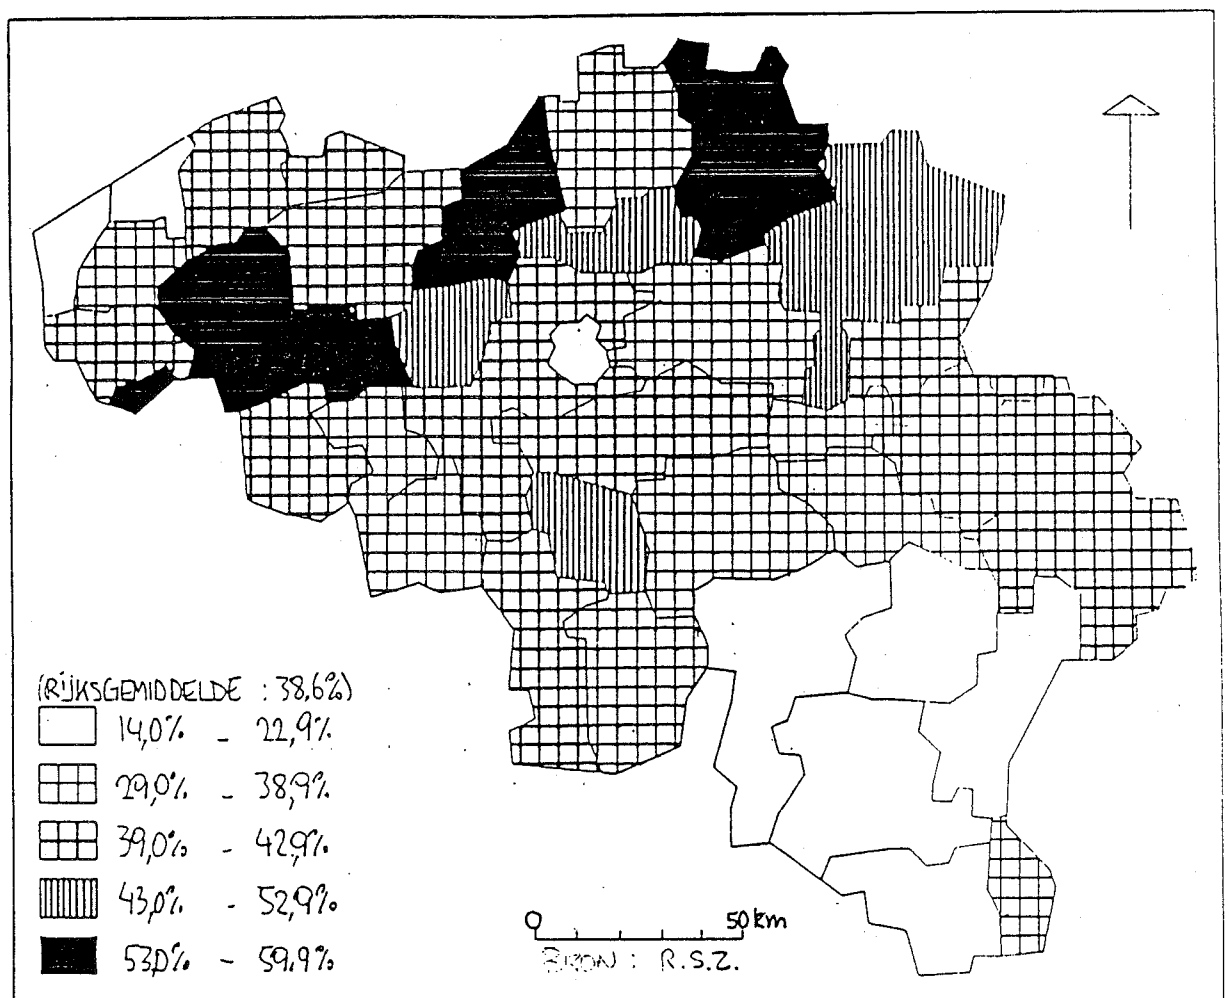 (RIJKSGEMIDDELDE : 38,6%)
14,0% - 22,9%
29,0% - 38,9%
39,0% - 42,9%
43,0% - 52,9%
53,0% - 59,9%
0 50 km
BRON : R.S.Z.